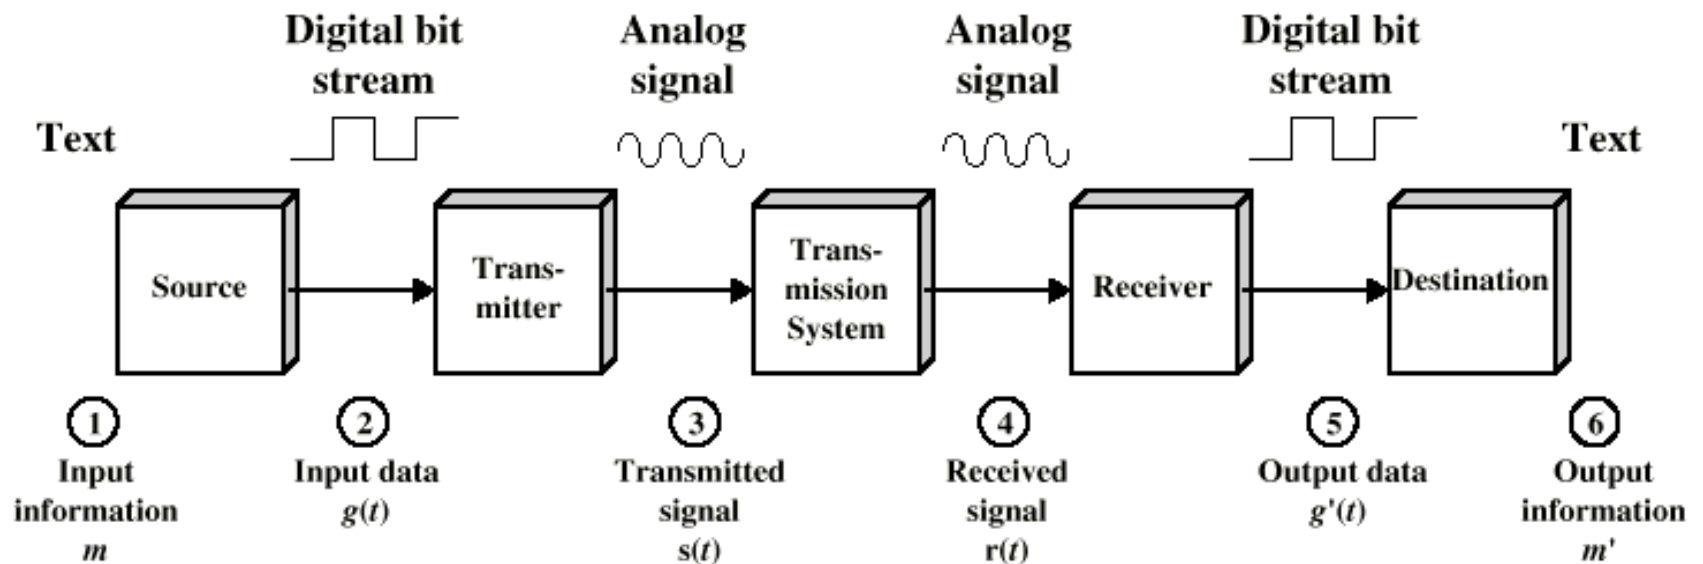 Digital bit
stream
Analog
signal
Analog
signal
Digital bit
stream
Text
Text
Source
Trans-
mitter
Trans-
mission
System
Receiver
Destination
1
Input
information
m
2
Input data
g(t)
3
Transmitted
signal
s(t)
4
Received
signal
r(t)
5
Output data
g'(t)
6
Output
information
m'